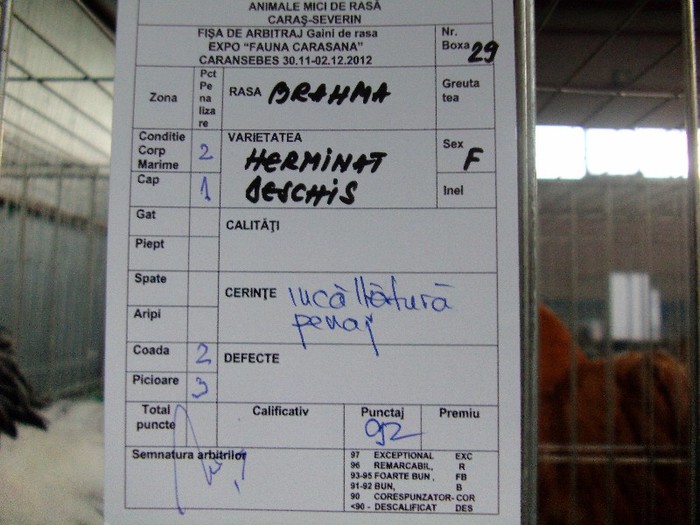 ANIMALE MICI DE RASĂ
CARAŞ-SEVERIN
FIŞA DE ARBITRAJ Gaini de rasa
EXPO "FAUNA CARASANA"
CARANSEBES 30.11-02.12.2012
Nr.
Boxa 29
Zona
Pct
Pe
na
liza
re
RASA BRAHMA
Greuta
tea
Conditie
Corp
Marime 2
VARIETATEA
HERMINAT
DESCHIS
Sex
F
Cap 1
Inel
Gat
CALITĂŢI
Piept
Spate
CERINŢE Incălţătură
penaj
Aripi
Coada 2
DEFECTE
Picioare 3
Total
puncte
Calificativ
Punctaj
92
Premiu
Semnatura arbitrilor
97 EXCEPTIONAL EXC
96 REMARCABIL, R
93-95 FOARTE BUN, FB
91-92 BUN, B
90 CORESPUNZATOR- COR
<90 - DESCALIFICAT DES